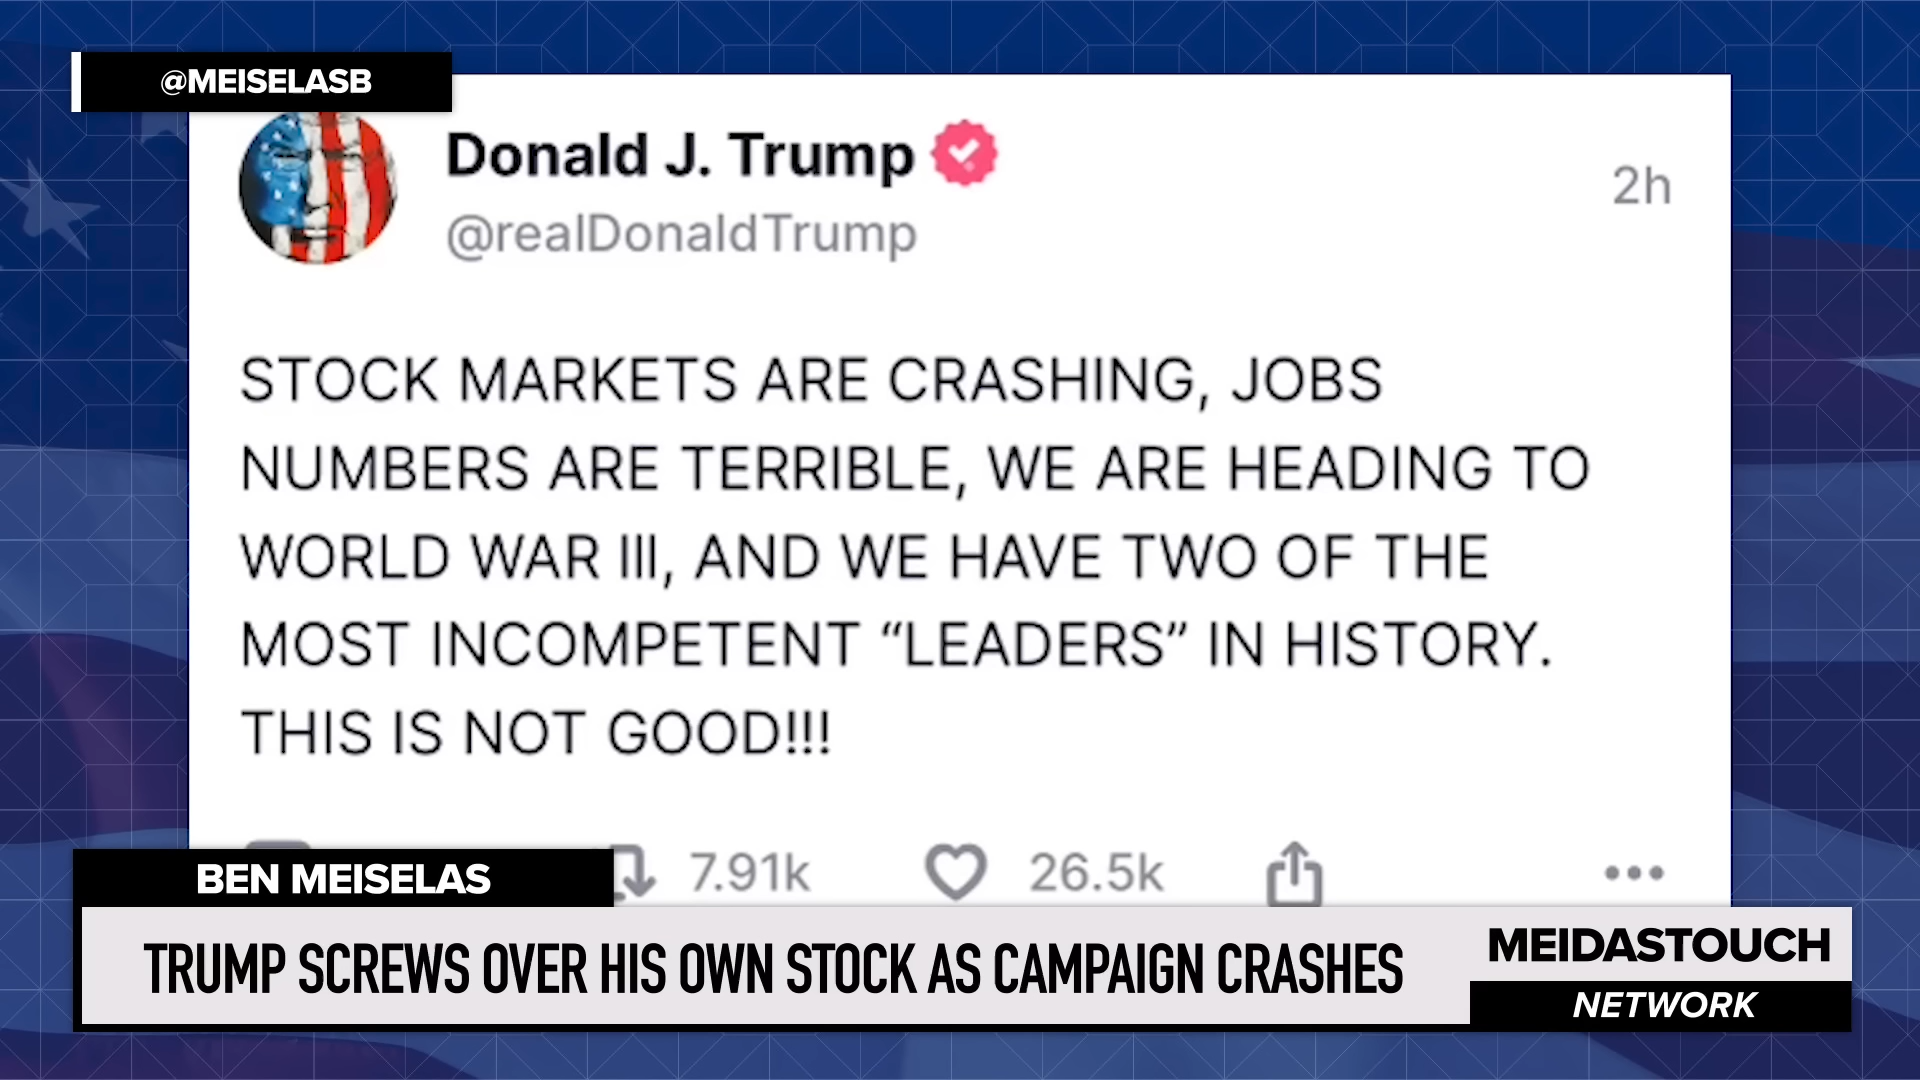 @MEISELASB
Donald J. Trump
@realDonaldTrump
2h
STOCK MARKETS ARE CRASHING, JOBS
NUMBERS ARE TERRIBLE, WE ARE HEADING TO
WORLD WAR III, AND WE HAVE TWO OF THE
MOST INCOMPETENT “LEADERS” IN HISTORY.
THIS IS NOT GOOD!!!
7.91k
26.5k
BEN MEISELAS
TRUMP SCREWS OVER HIS OWN STOCK AS CAMPAIGN CRASHES
MEIDASTOUCH
NETWORK